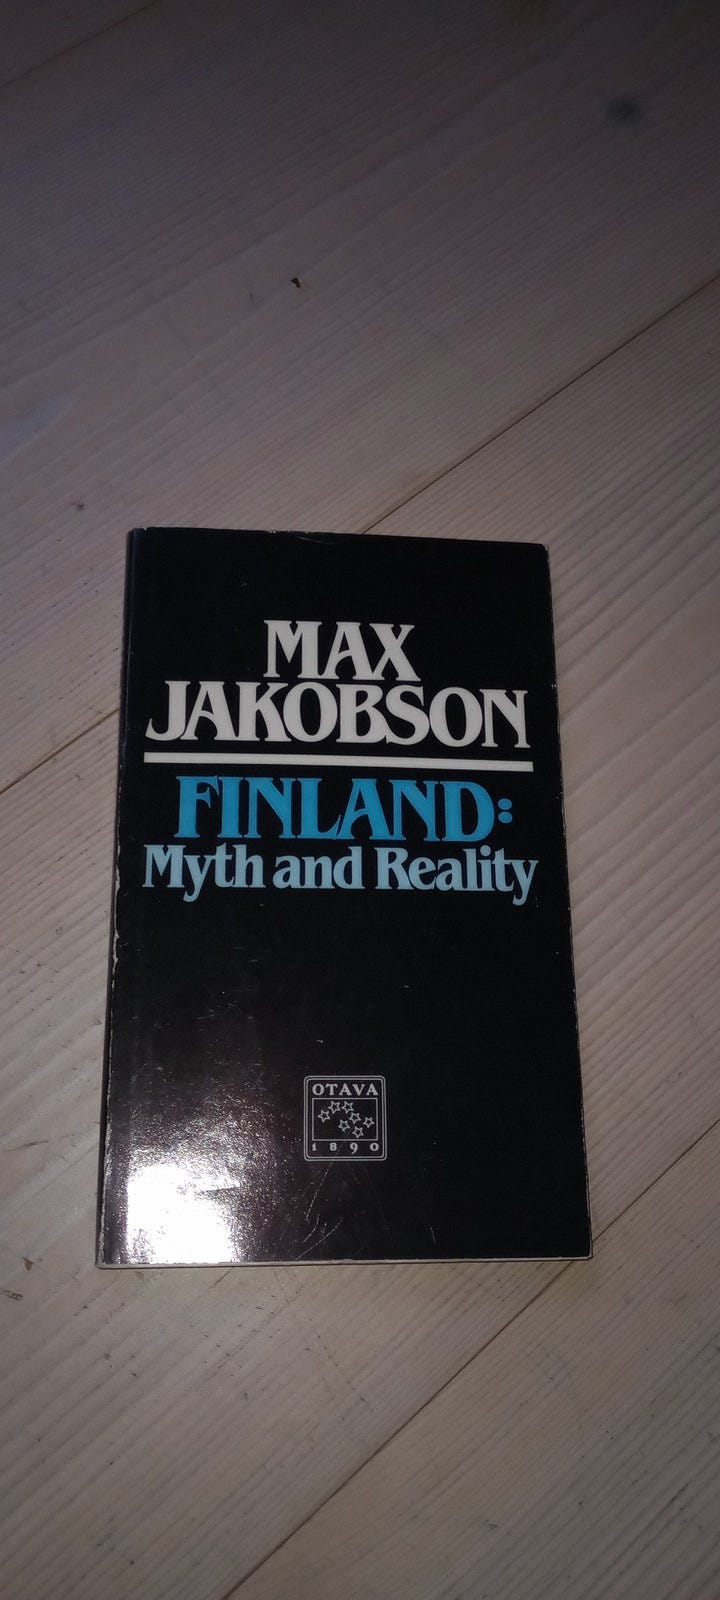 MAX
JAKOBSON
FINLAND:
Myth and Reality
OTAVA
1890